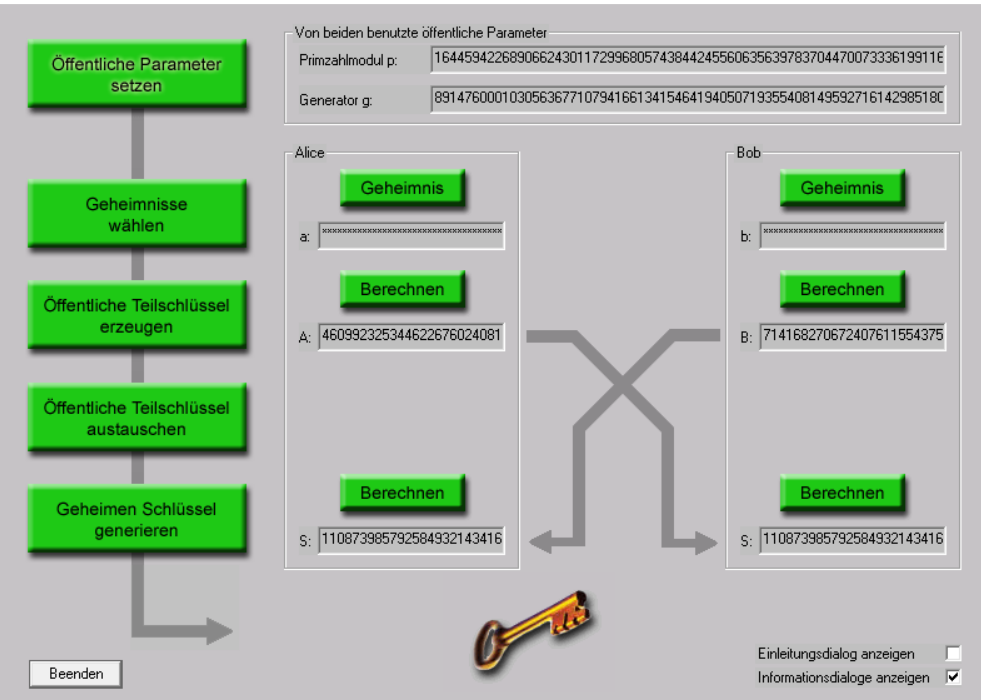 Öffentliche Parameter
setzen
Geheimnisse
wählen
Öffentliche Teilschlüssel
erzeugen
Öffentliche Teilschlüssel
austauschen
Geheimen Schlüssel
generieren
Beenden
Von beiden benutzte öffentliche Parameter
Primzahlmodul p: 
Generator g: 
Alice
Geheimnis
a: ************************************
Berechnen
A: 460992325344622676024081
Berechnen
S: 110873985792584932143416
Bob
Geheimnis
b: ************************************
Berechnen
B: 714168270672407611554375
Berechnen
S: 110873985792584932143416
Einleitungsdialog anzeigen
Informationsdialoge anzeigen